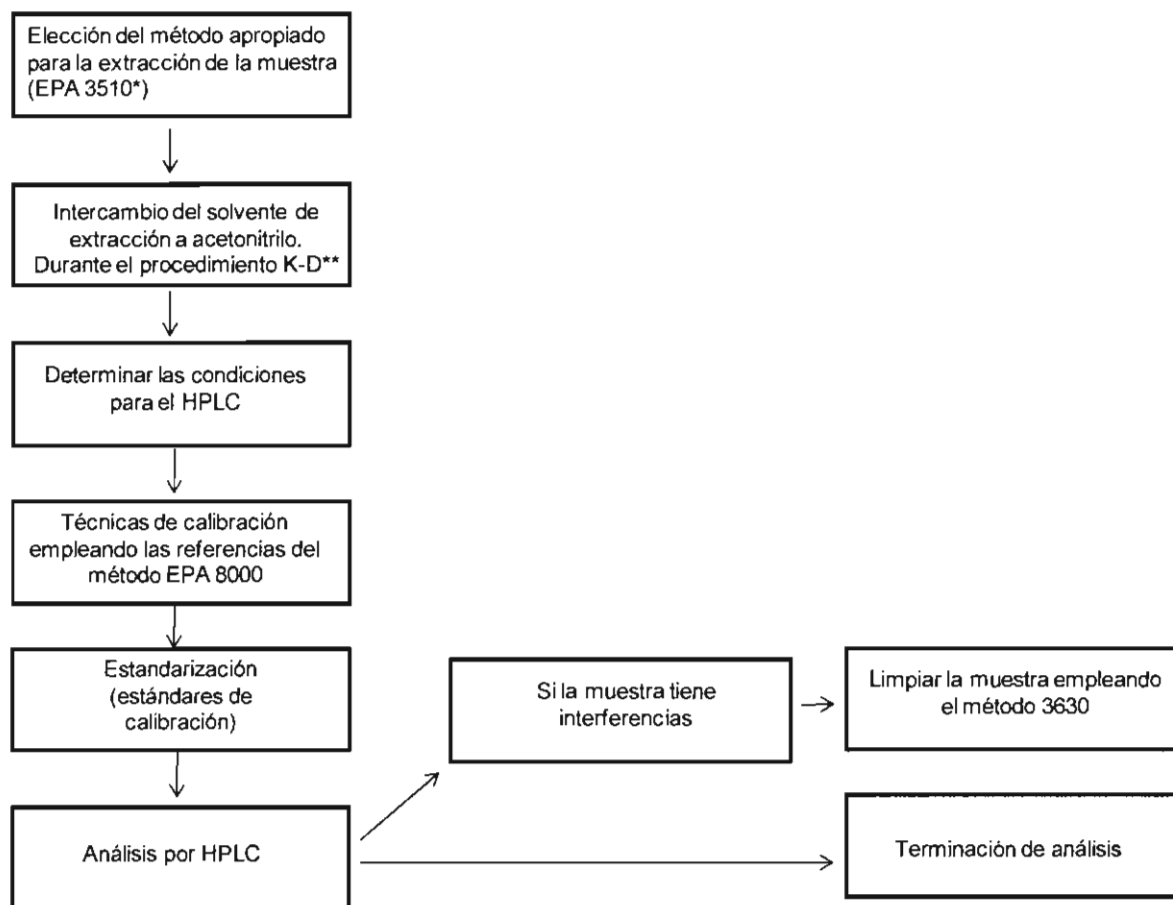 Elección del método apropiado
para la extracción de la muestra
(EPA 3510*)
Intercambio del solvente de
extracción a acetonitrilo.
Durante el procedimiento K-D**
Determinar las condiciones
para el HPLC
Técnicas de calibración
empleando las referencias del
método EPA 8000
Estandarización
(estándares de
calibración)
Si la muestra tiene
interferencias
Limpiar la muestra empleando
el método 3630
Análisis por HPLC
Terminación de análisis